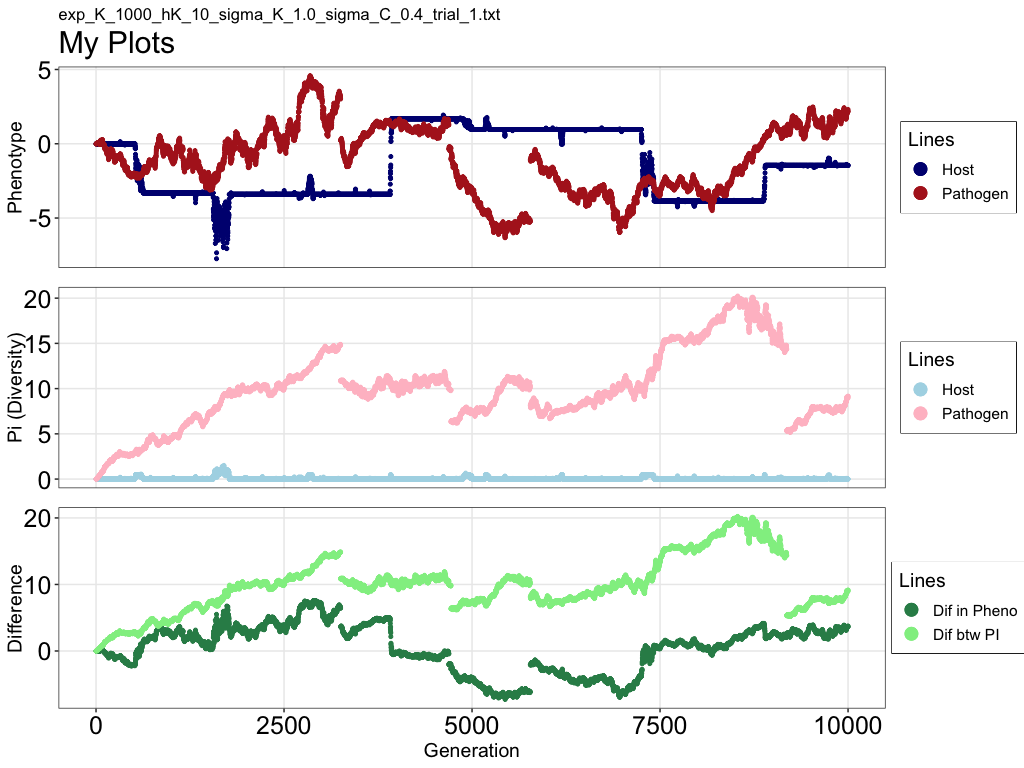 exp_K_1000_hK_10_sigma_K_1.0_sigma_C_0.4_trial_1.txt
My Plots
Phenotype
5
0
-5
Lines
Host
Pathogen
Pi (Diversity)
20
15
10
5
0
Lines
Host
Pathogen
Difference
20
10
0
Lines
Dif in Pheno
Dif btw PI
0
2500
5000
7500
10000
Generation